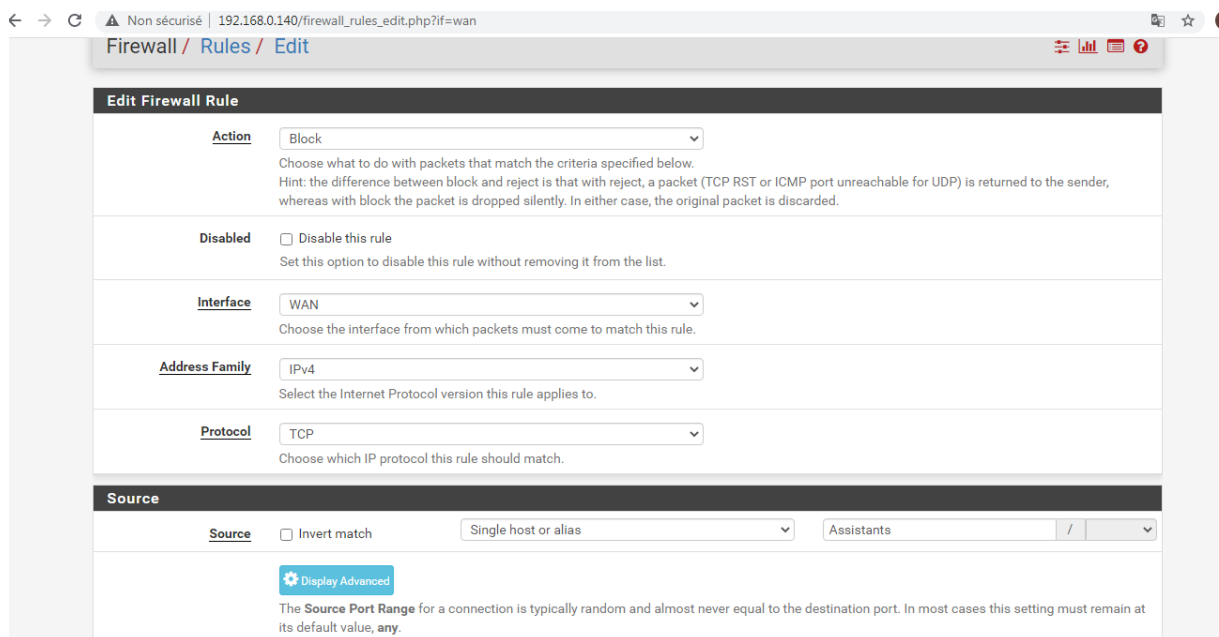 Non sécurisé | 192.168.0.140/firewall_rules_edit.php?if=wan
Firewall / Rules / Edit
Edit Firewall Rule
Action Block
Choose what to do with packets that match the criteria specified below.
Hint: the difference between block and reject is that with reject, a packet (TCP RST or ICMP port unreachable for UDP) is returned to the sender,
whereas with block the packet is dropped silently. In either case, the original packet is discarded.
Disabled Disable this rule
Set this option to disable this rule without removing it from the list.
Interface WAN
Choose the interface from which packets must come to match this rule.
Address Family IPv4
Select the Internet Protocol version this rule applies to.
Protocol TCP
Choose which IP protocol this rule should match.
Source
Source Invert match Single host or alias Assistants /
Display Advanced
The Source Port Range for a connection is typically random and almost never equal to the destination port. In most cases this setting must remain at
its default value, any.